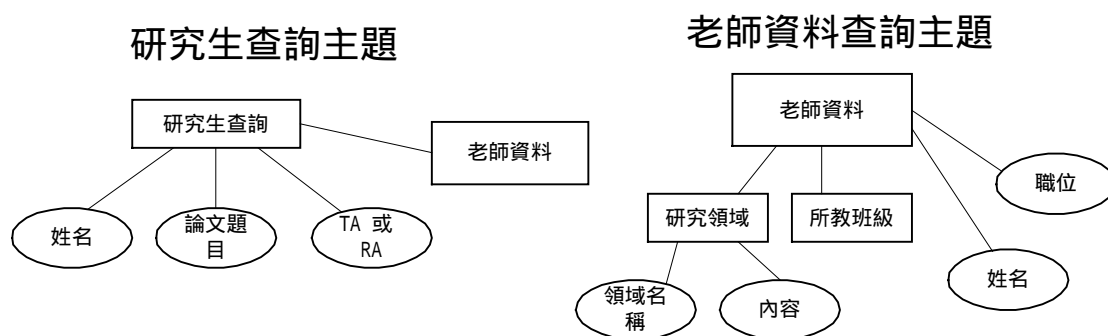 研究生查詢主題
研究生查詢
老師資料
姓名
論文題
目
TA 或
RA
老師資料查詢主題
老師資料
職位
研究領域
所教班級
姓名
領域名
稱
內容